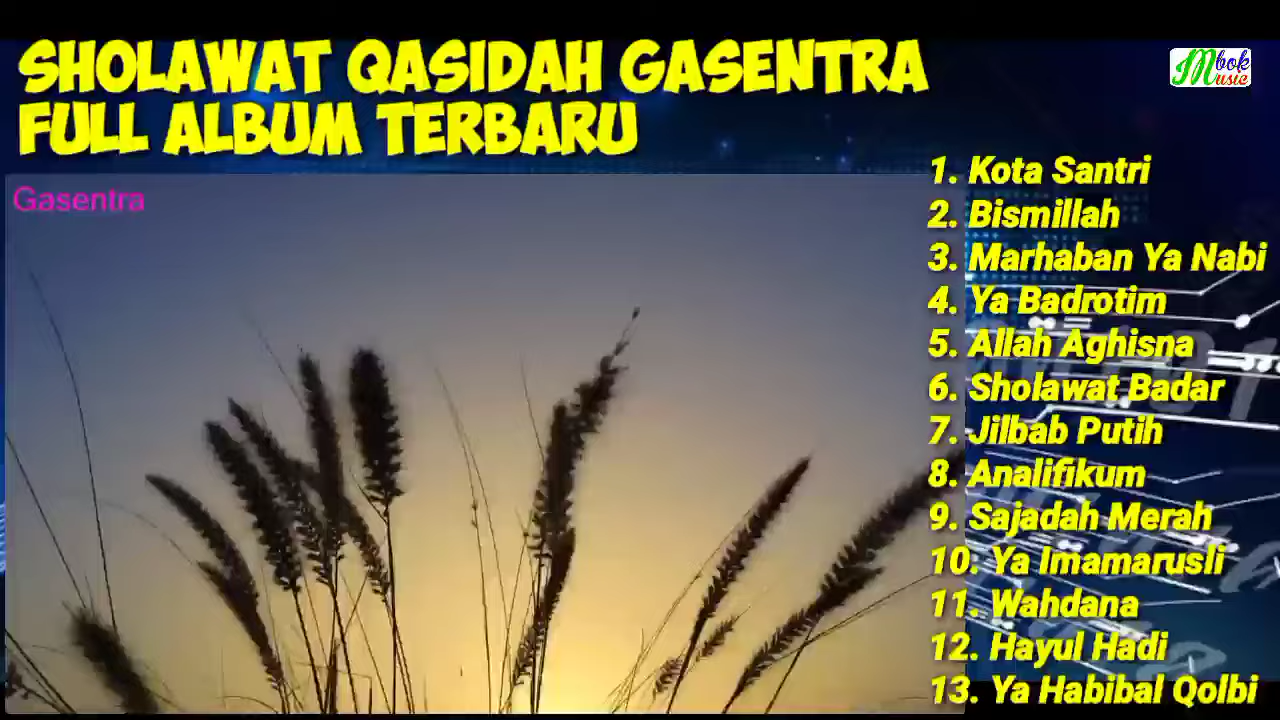 SHOLAWAT QASIDAH GASENTRA
FULL ALBUM TERBARU
Mbok
Music
Gasentra
1. Kota Santri
2. Bismillah
3. Marhaban Ya Nabi
4. Ya Badrotim
5. Allah Aghisna
6. Sholawat Badar
7. Jilbab Putih
8. Analifikum
9. Sajadah Merah
10. Ya Imamarusli
11. Wahdana
12. Hayul Hadi
13. Ya Habibal Qolbi